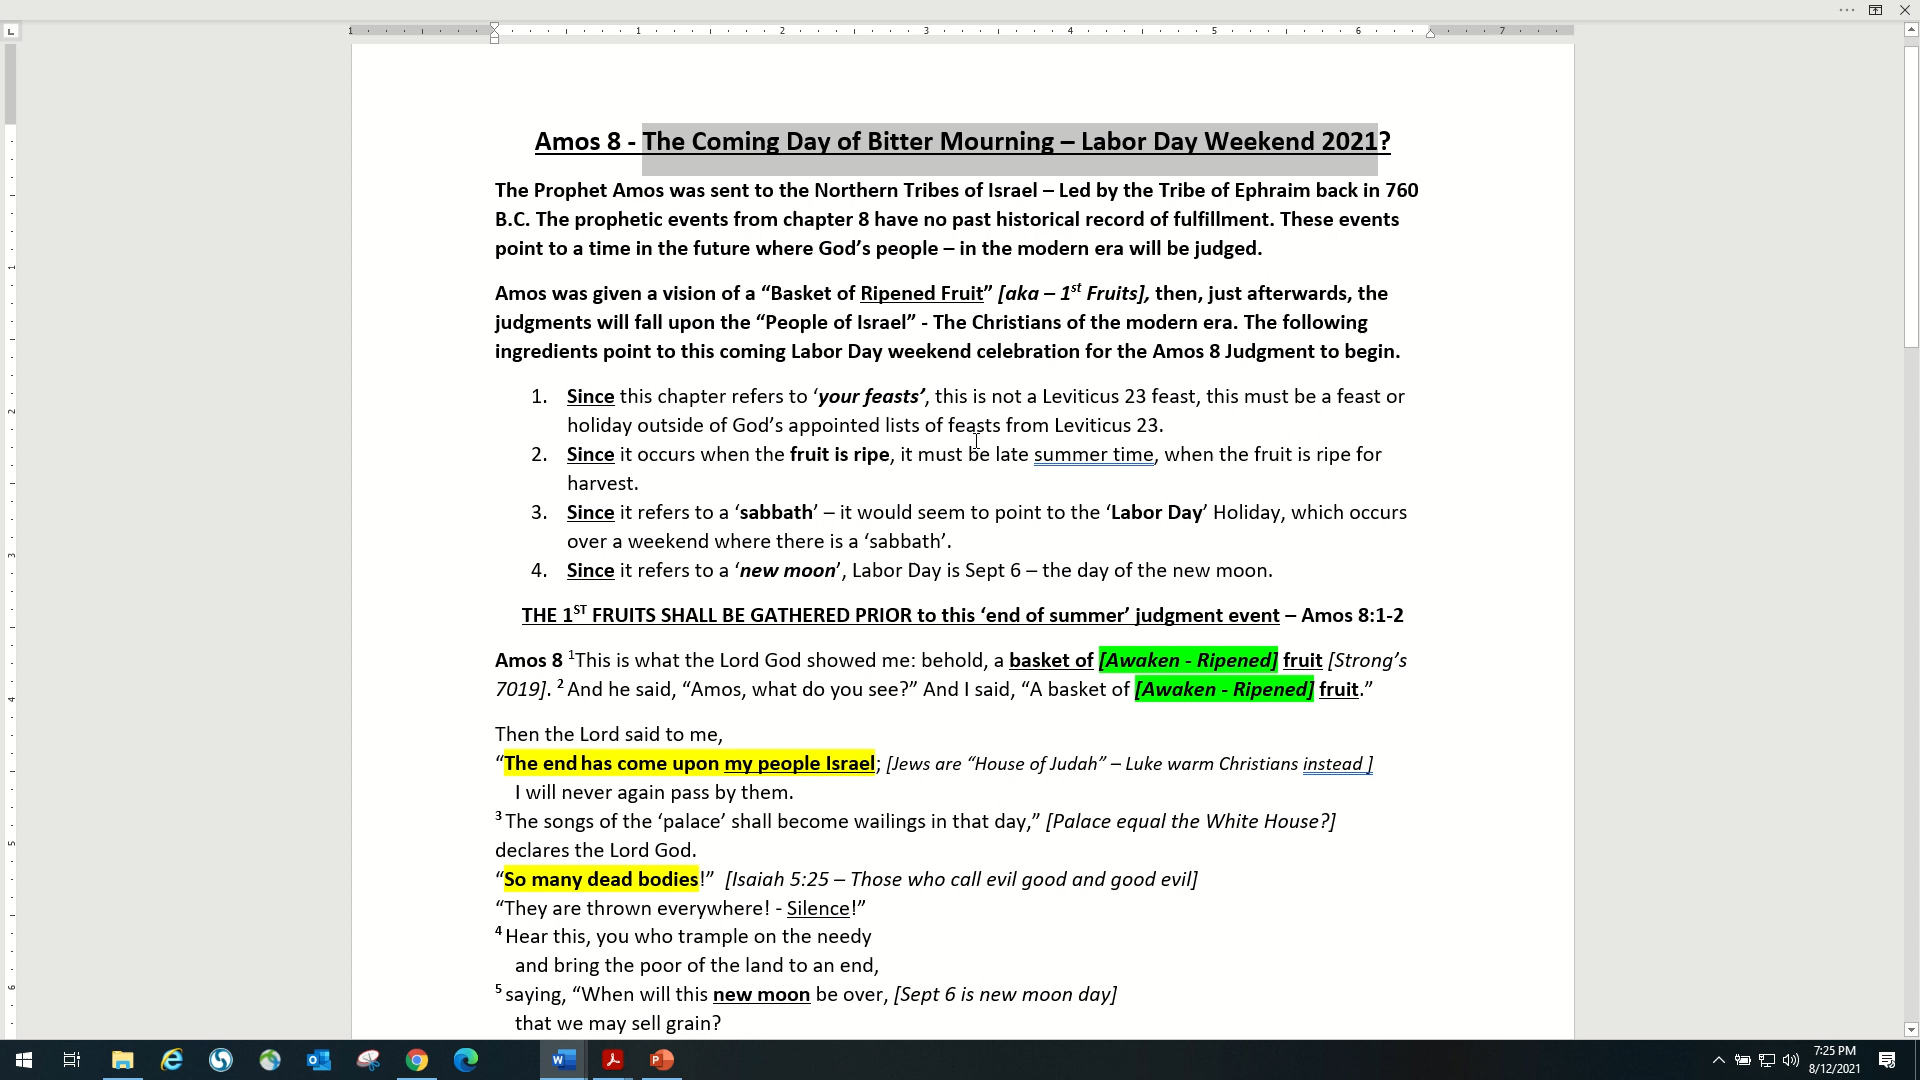 1 1 2 3 4 5 6 7
Amos 8 - The Coming Day of Bitter Mourning – Labor Day Weekend 2021?
The Prophet Amos was sent to the Northern Tribes of Israel – Led by the Tribe of Ephraim back in 760
B.C. The prophetic events from chapter 8 have no past historical record of fulfillment. These events
point to a time in the future where God’s people – in the modern era will be judged.
Amos was given a vision of a “Basket of Ripened Fruit” [aka – 1st Fruits], then, just afterwards, the
judgments will fall upon the “People of Israel” - The Christians of the modern era. The following
ingredients point to this coming Labor Day weekend celebration for the Amos 8 Judgment to begin.
1. Since this chapter refers to ‘your feasts’, this is not a Leviticus 23 feast, this must be a feast or
holiday outside of God’s appointed lists of feasts from Leviticus 23.
2. Since it occurs when the fruit is ripe, it must be late summer time, when the fruit is ripe for
harvest.
3. Since it refers to a ‘sabbath’ – it would seem to point to the ‘Labor Day’ Holiday, which occurs
over a weekend where there is a ‘sabbath’.
4. Since it refers to a ‘new moon’, Labor Day is Sept 6 – the day of the new moon.
THE 1ST FRUITS SHALL BE GATHERED PRIOR to this ‘end of summer’ judgment event – Amos 8:1-2
Amos 8 1This is what the Lord God showed me: behold, a basket of [Awaken - Ripened] fruit [Strong’s
7019]. 2 And he said, “Amos, what do you see?” And I said, “A basket of [Awaken - Ripened] fruit.”
Then the Lord said to me,
“The end has come upon my people Israel; [Jews are “House of Judah” – Luke warm Christians instead ]
I will never again pass by them.
3 The songs of the ‘palace’ shall become wailings in that day,” [Palace equal the White House?]
declares the Lord God.
“So many dead bodies!” [Isaiah 5:25 – Those who call evil good and good evil]
“They are thrown everywhere! - Silence!”
4 Hear this, you who trample on the needy
and bring the poor of the land to an end,
5 saying, “When will this new moon be over, [Sept 6 is new moon day]
that we may sell grain?
7:25 PM
8/12/2021